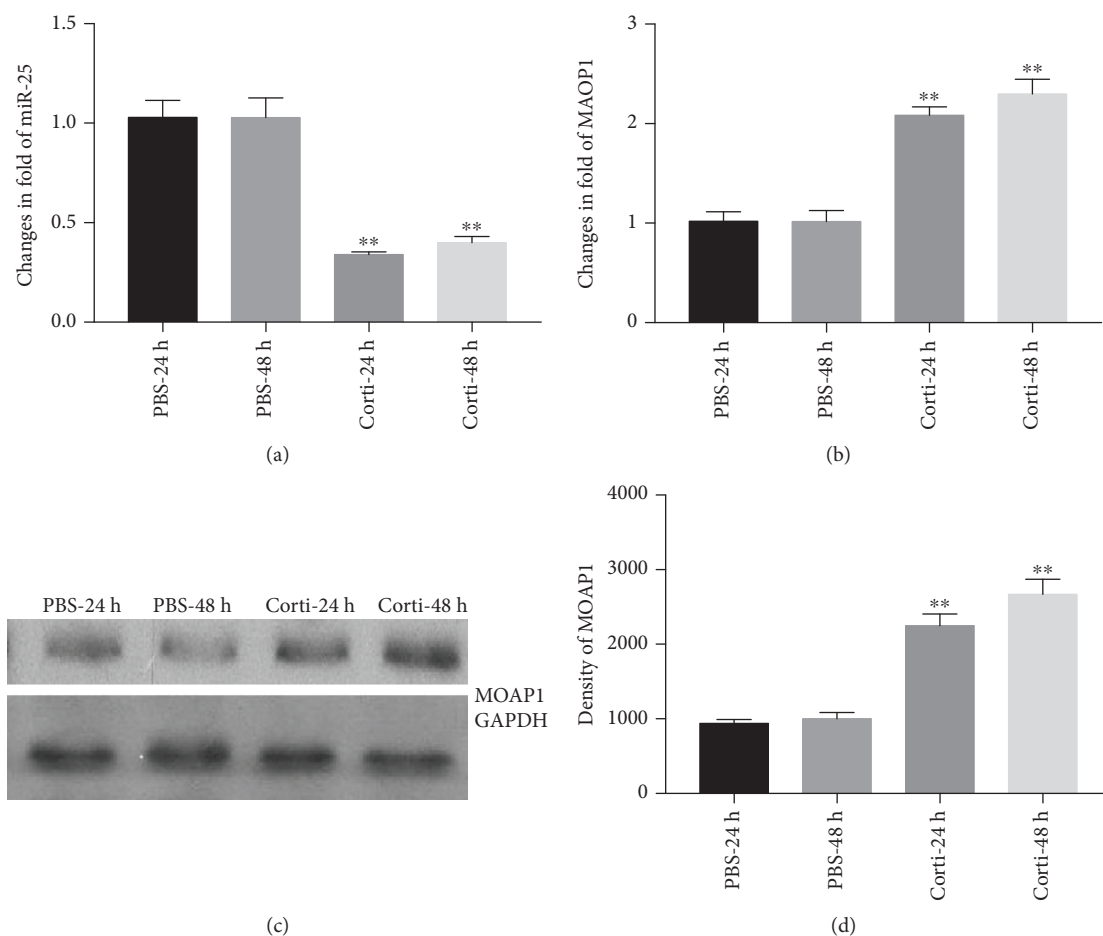 Changes in fold of miR-25
1.5
1.0
0.5
0.0
**
**
PBS-24 h
PBS-48 h
Corti-24 h
Corti-48 h
(a)
Changes in fold of MAOP1
3
2
1
0
**
**
PBS-24 h
PBS-48 h
Corti-24 h
Corti-48 h
(b)
PBS-24 h PBS-48 h Corti-24 h Corti-48 h
MOAP1
GAPDH
(c)
Density of MOAP1
4000
3000
2000
1000
0
**
**
PBS-24 h
PBS-48 h
Corti-24 h
Corti-48 h
(d)